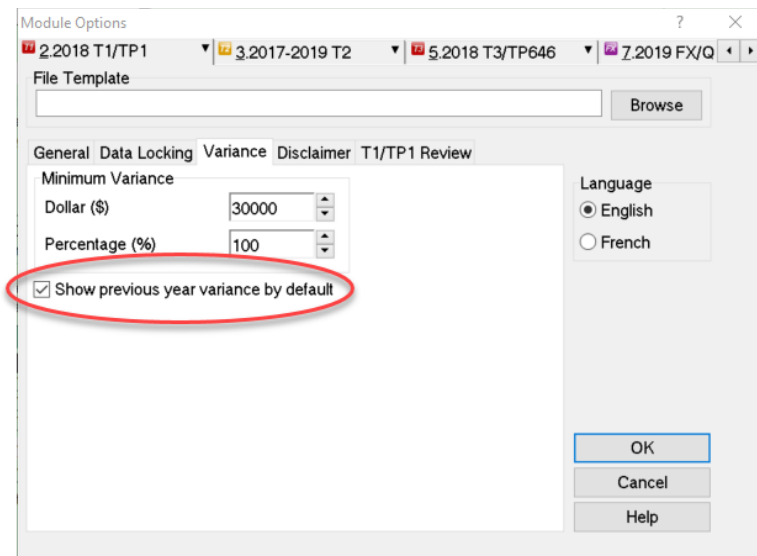 Module Options
2.2018 T1/TP1 3.2017-2019 T2 5.2018 T3/TP646 7.2019 FX/Q
File Template
Browse
General Data Locking Variance Disclaimer T1/TP1 Review
Minimum Variance
Dollar ($) 30000
Percentage (%) 100
Show previous year variance by default
Language
English
French
OK
Cancel
Help